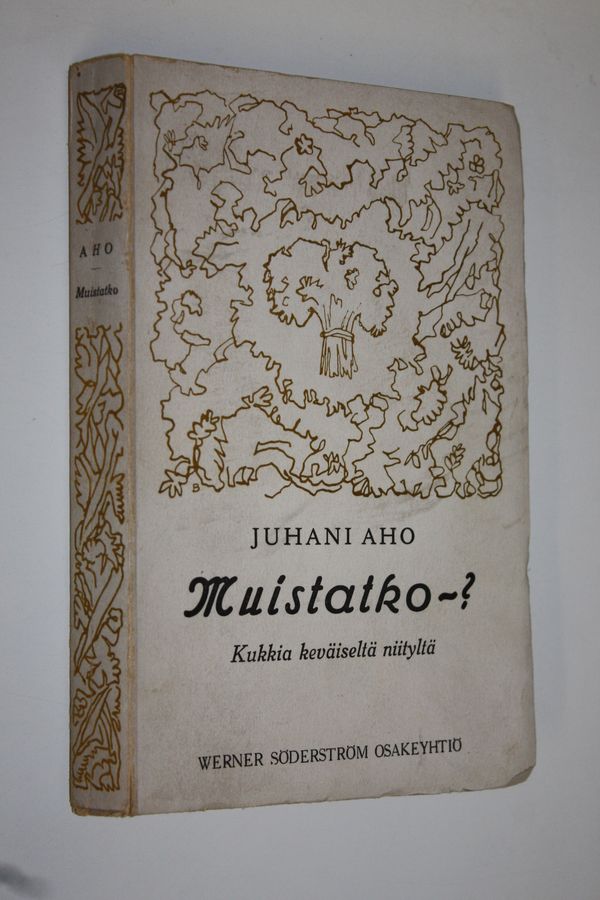 AHO
Muistatko
JUHANI AHO
Muistatko-?
Kukkia keväiseltä niityltä
WERNER SÖDERSTRÖM OSAKEYHTIÖ